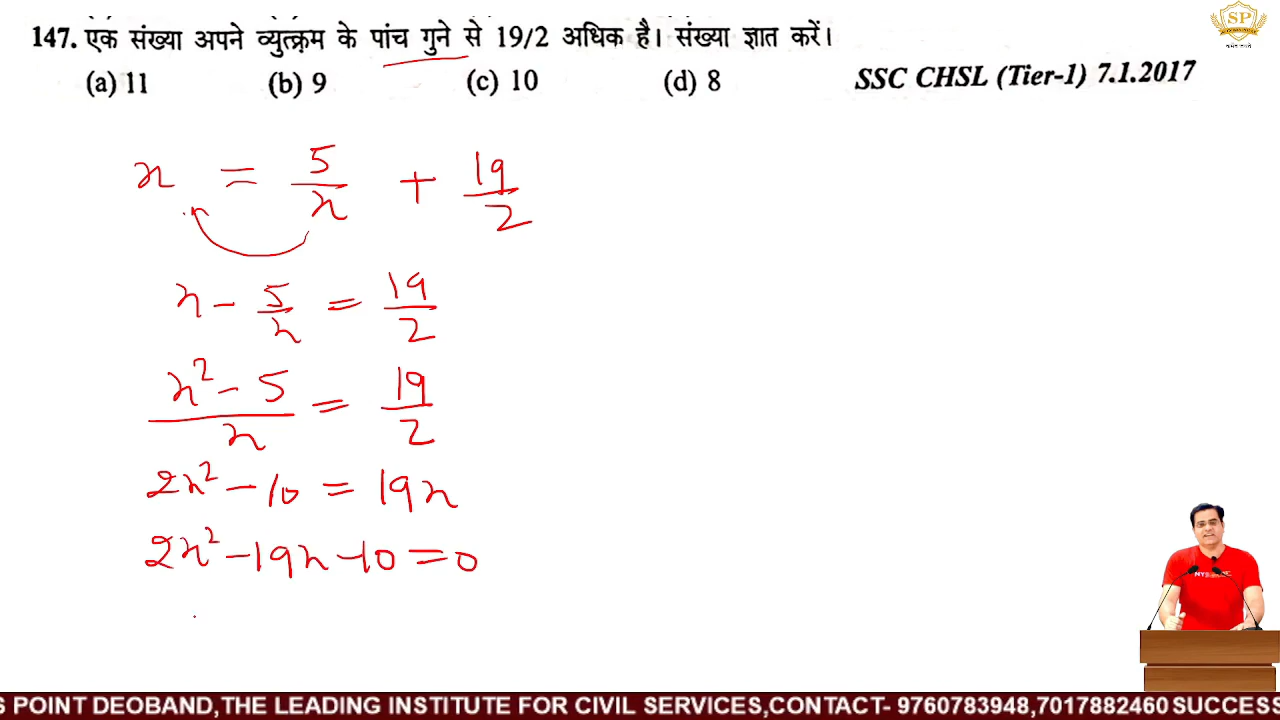 147. एक संख्या अपने व्युत्क्रम के पांच गुने से 19/2 अधिक है। संख्या ज्ञात करें।
(a) 11 (b) 9 (c) 10 (d) 8 SSC CHSL (Tier-1) 7.1.2017
SP
x = 5/x + 19/2
x - 5/x = 19/2
x² - 5 / x = 19/2
2x² - 10 = 19x
2x² - 19x - 10 = 0
S POINT DEOBAND,THE LEADING INSTITUTE FOR CIVIL SERVICES,CONTACT- 9760783948,7017882460 SUCCESS